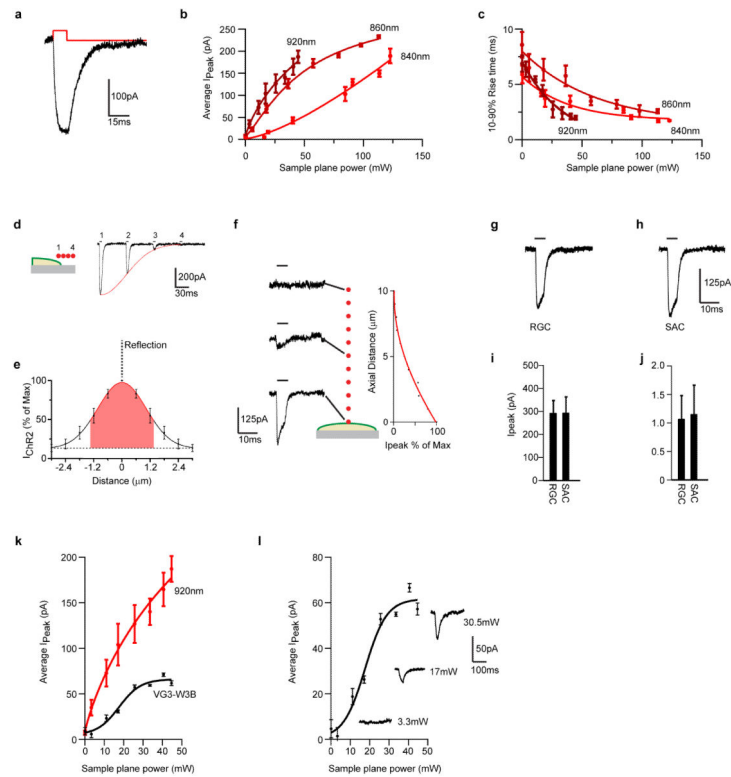 a
100pA
15ms
b
Average IPeak (pA)
250
200
150
100
50
0
0
50
100
150
Sample plane power (mW)
920nm
860nm
840nm
c
10-90% Rise time (ms)
10
5
0
0
50
100
150
Sample plane power (mW)
920nm
860nm
840nm
d
1 4
1 2 3 4
200pA
30ms
e
Reflection
IChR2 (% of Max)
100
75
50
25
0
-2.4 -1.2 0 1.2 2.4
Distance (μm)
f
125pA
10ms
Axial Distance (μm)
10
5
0
0 100
Ipeak % of Max
g
RGC
h
SAC
125pA
10ms
i
Ipeak (pA)
500
400
300
200
100
0
RGC
SAC
j
2.0
1.5
1.0
0.5
0
RGC
SAC
k
Average IPeak (pA)
200
150
100
50
0
0 10 20 30 40 50
Sample plane power (mW)
920nm
VG3-W3B
l
Average IPeak (pA)
80
60
40
20
0
0 10 20 30 40 50
Sample plane power (mW)
30.5mW
50pA
100ms
17mW
3.3mW